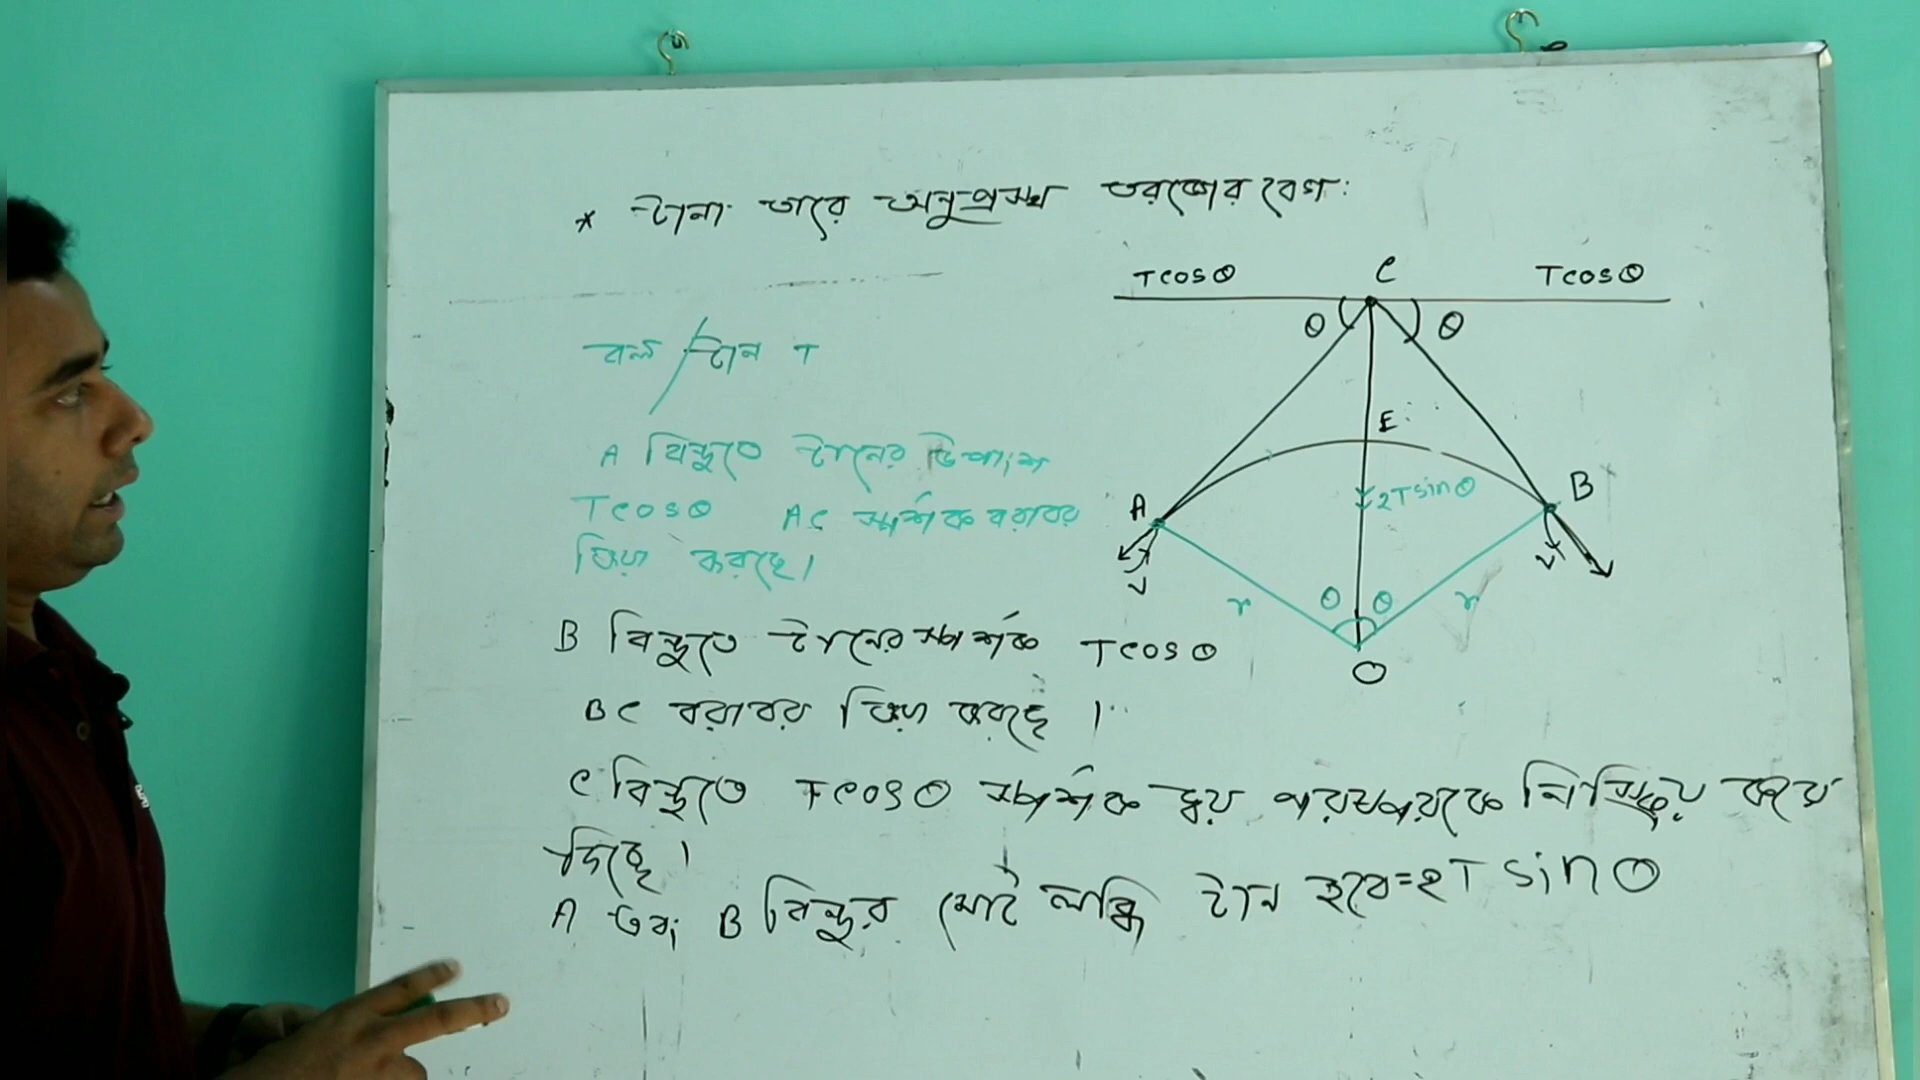 * টানা তারে অনুপ্রস্থ তরঙ্গের বেগ:
Tcosθ C Tcosθ
θ θ
বল / টান T
E
A বিন্দুতে টানের উপাংশ
Tcosθ AC স্পর্শক বরাবর
ক্রিয়া করছে।
A B
2Tsinθ
v v
r θ θ r
O
B বিন্দুতে টানের স্পর্শক Tcosθ
BC বরাবর ক্রিয়া করছে।
C বিন্দুতে Tcosθ স্পর্শক দ্বয় পরস্পরকে নিষ্ক্রিয় করে
দিচ্ছে।
A এবং B বিন্দুর মোট লব্ধি টান হবে=2T sinθ